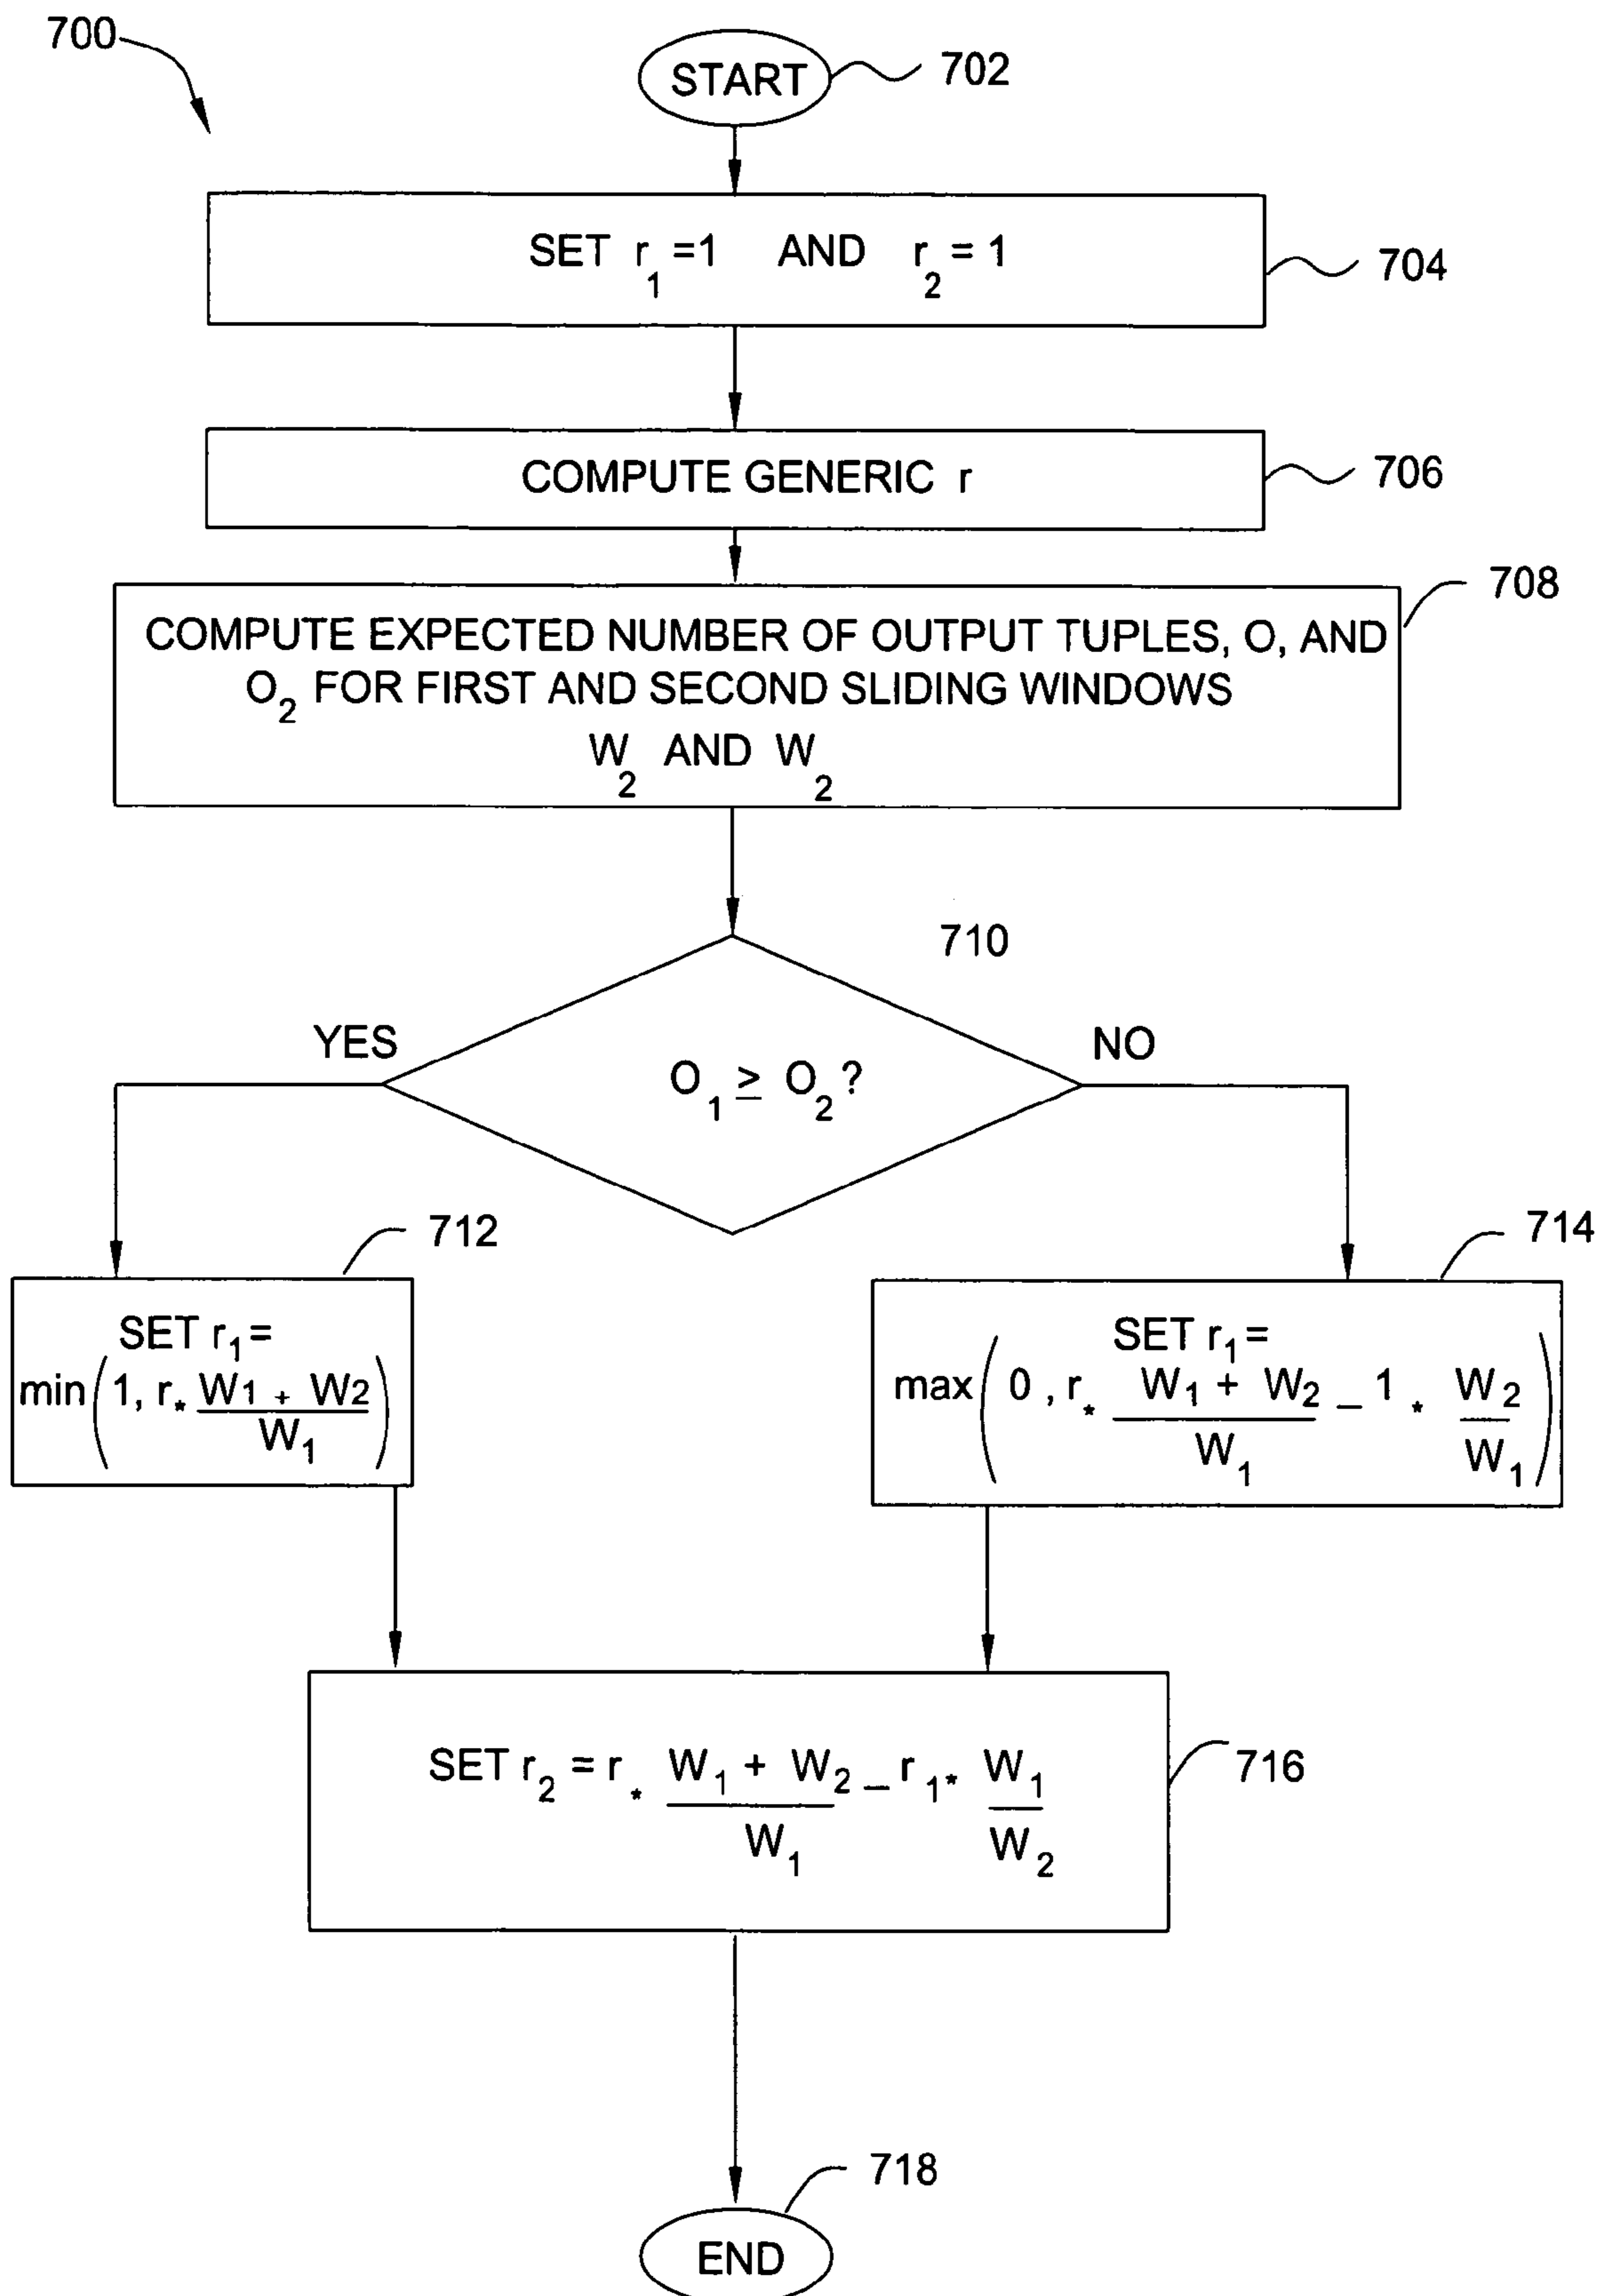 700
START 702
SET r1 =1 AND r2 = 1 704
COMPUTE GENERIC r 706
708
COMPUTE EXPECTED NUMBER OF OUTPUT TUPLES, O, AND
O2 FOR FIRST AND SECOND SLIDING WINDOWS
W2 AND W2
710
YES NO
O1 ≥ O2 ?
712
SET r1 =
min(1, r* (W1 + W2)/W1)
714
SET r1 =
max(0 , r* (W1 + W2)/W1 – 1 * W2/W1)
SET r2 = r* (W1 + W2)/W1 – r1* W1/W2 716
718
END